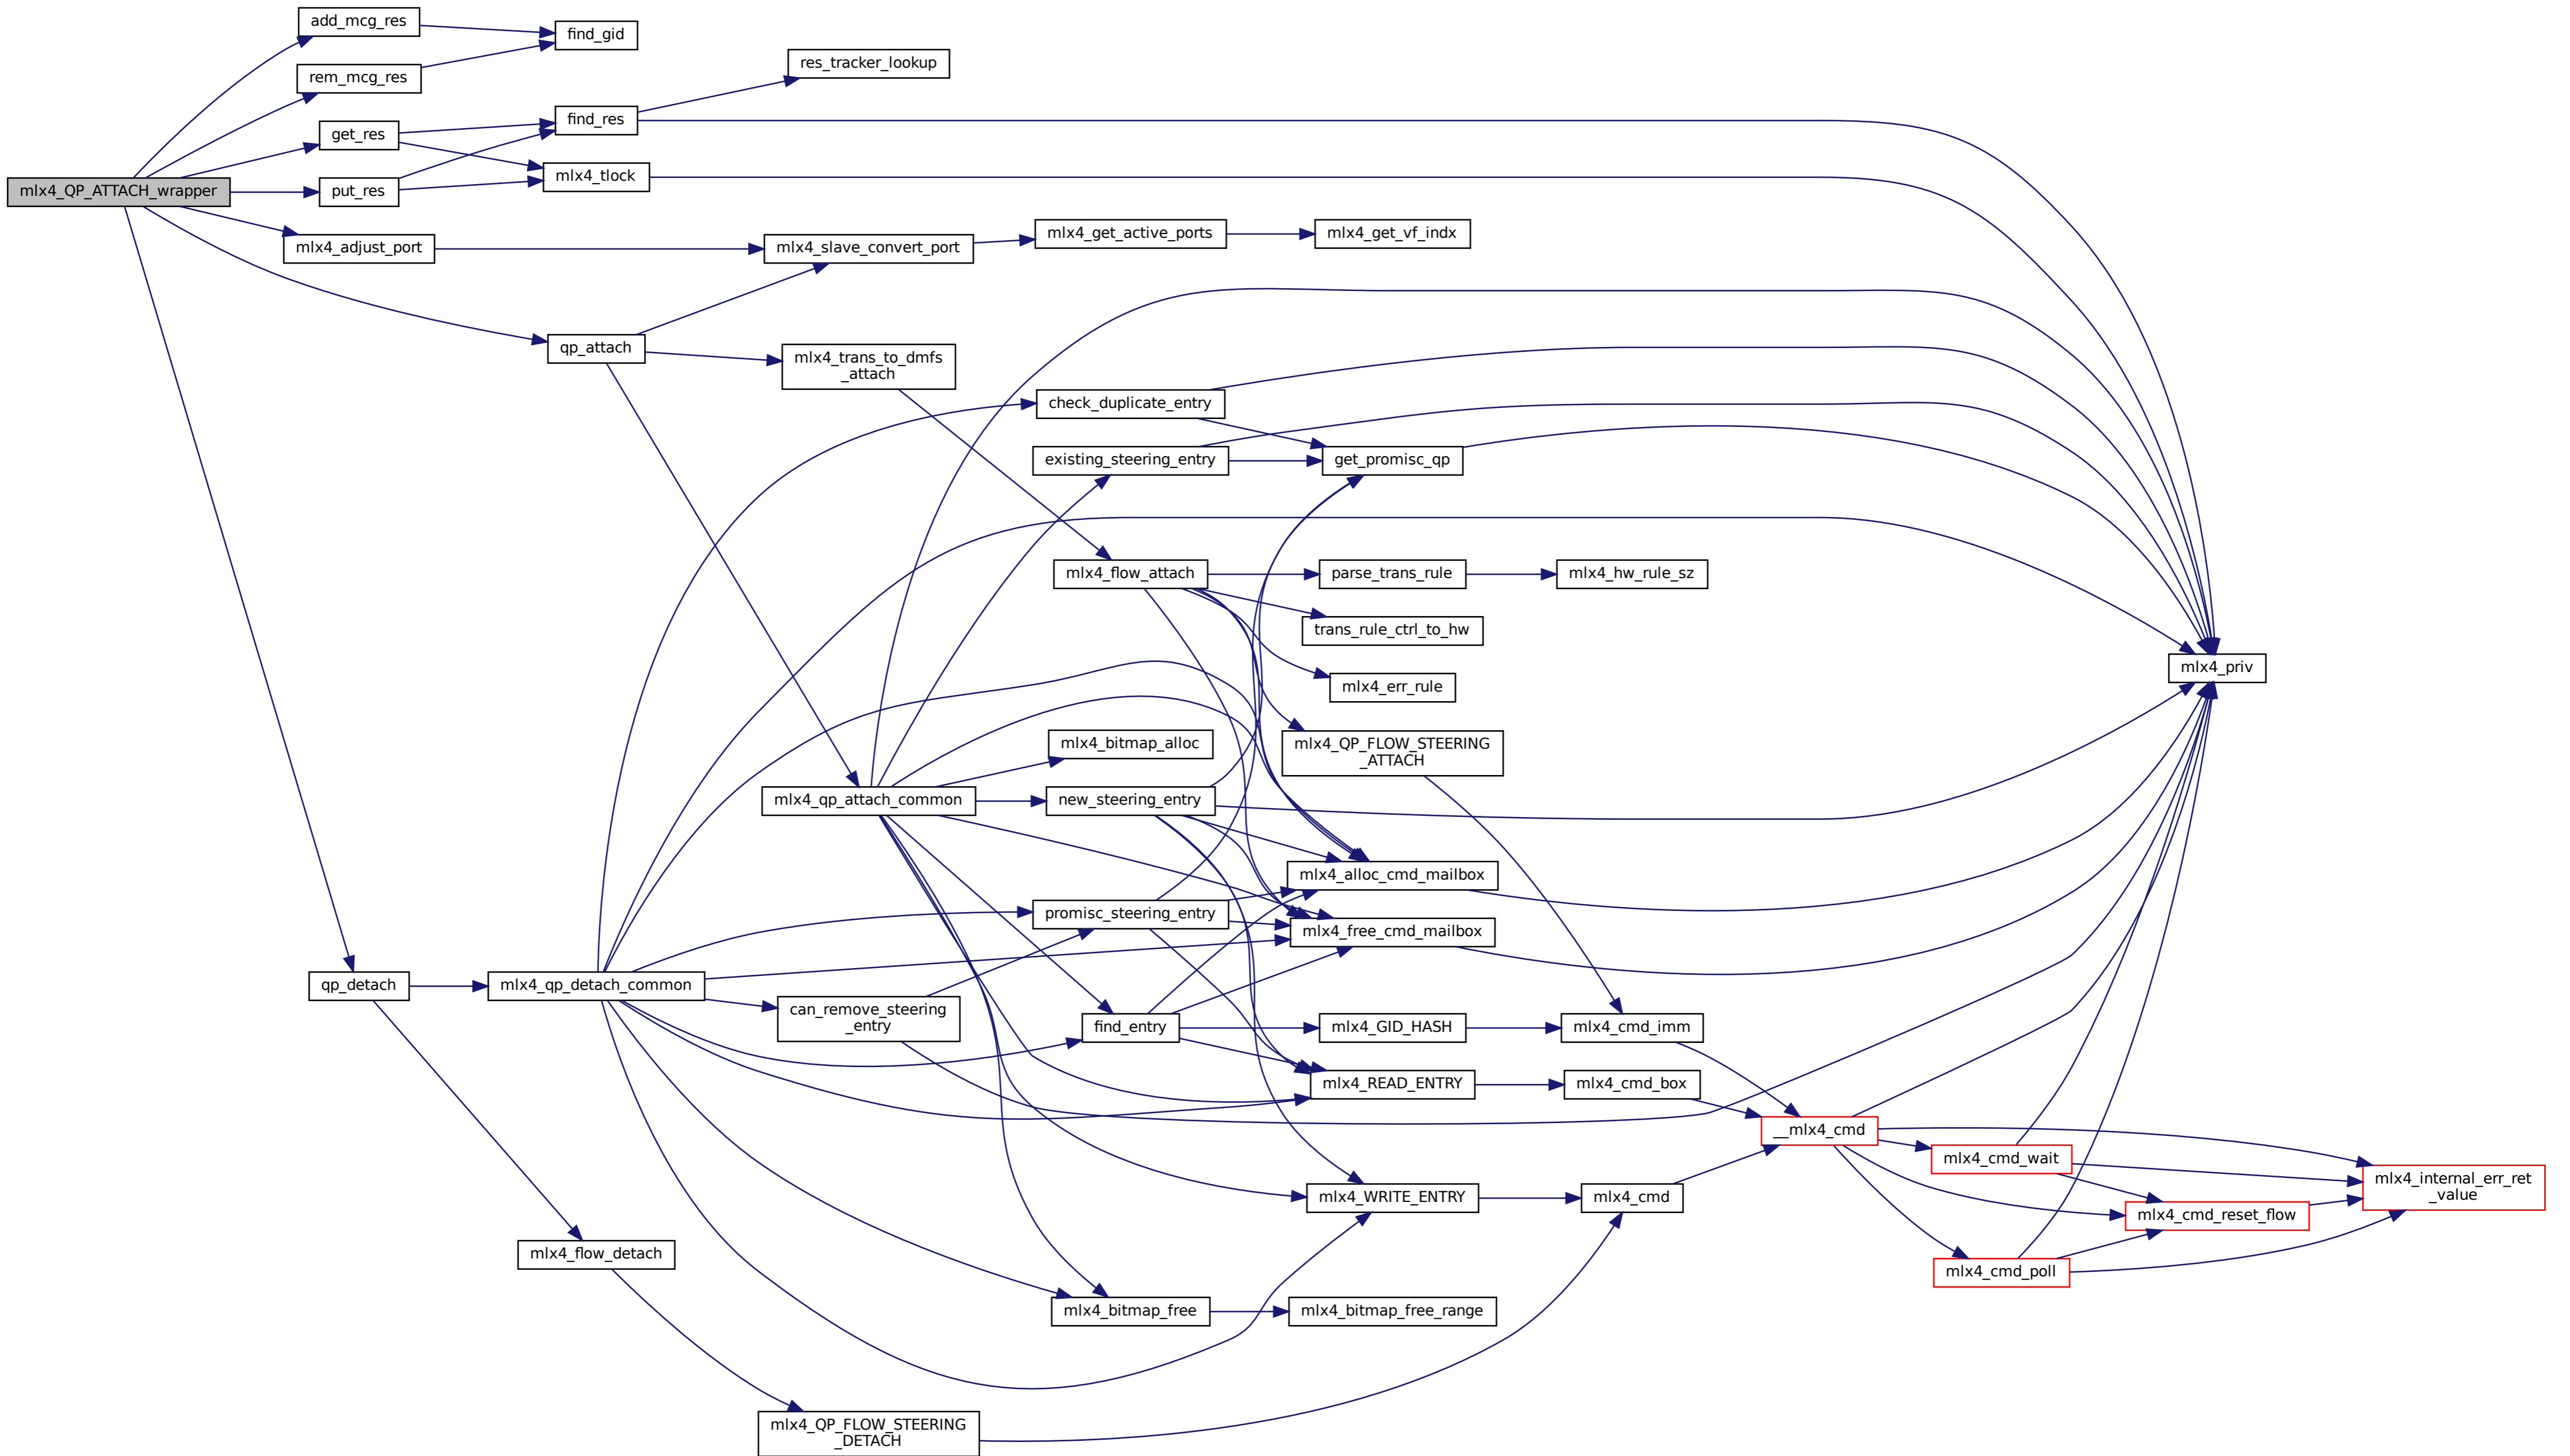 add_mcg_res
find_gid
res_tracker_lookup
rem_mcg_res
find_res
get_res
mlx4_tlock
mlx4_QP_ATTACH_wrapper
put_res
mlx4_adjust_port
mlx4_slave_convert_port
mlx4_get_active_ports
mlx4_get_vf_indx
qp_attach
mlx4_trans_to_dmfs
_attach
check_duplicate_entry
existing_steering_entry
get_promisc_qp
mlx4_flow_attach
parse_trans_rule
mlx4_hw_rule_sz
trans_rule_ctrl_to_hw
mlx4_err_rule
mlx4_priv
mlx4_bitmap_alloc
mlx4_QP_FLOW_STEERING
_ATTACH
mlx4_qp_attach_common
new_steering_entry
mlx4_alloc_cmd_mailbox
promisc_steering_entry
mlx4_free_cmd_mailbox
qp_detach
mlx4_qp_detach_common
can_remove_steering
_entry
find_entry
mlx4_GID_HASH
mlx4_cmd_imm
mlx4_READ_ENTRY
mlx4_cmd_box
__mlx4_cmd
mlx4_cmd_wait
mlx4_internal_err_ret
_value
mlx4_WRITE_ENTRY
mlx4_cmd
mlx4_cmd_reset_flow
mlx4_flow_detach
mlx4_cmd_poll
mlx4_bitmap_free
mlx4_bitmap_free_range
mlx4_QP_FLOW_STEERING
_DETACH